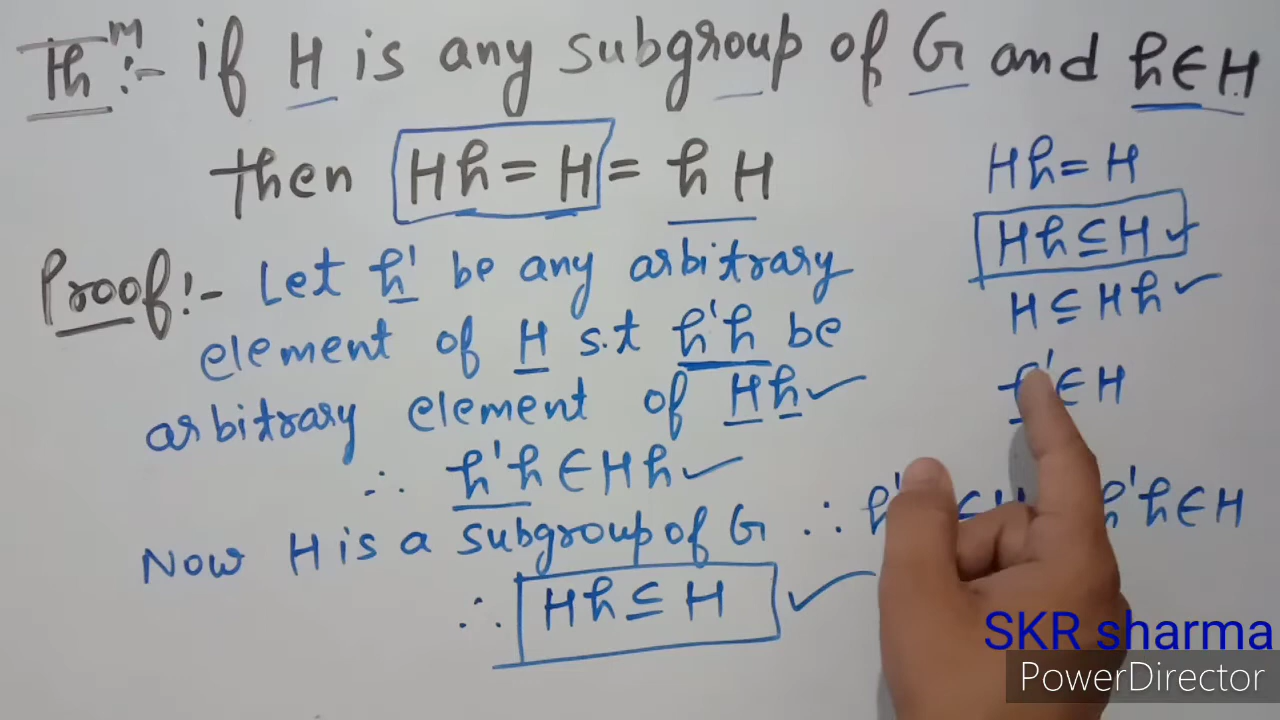 Thm:- if H is any subgroup of G and h∈H
then Hh=H=hH
Hh=H
Hh⊆H ✓
H⊆Hh ✓
Proof:- Let h' be any arbitrary
element of H s.t h'h be
arbitrary element of Hh ✓
∈H
∴ h'h∈Hh ✓
Now H is a subgroup of G ∴ h'h∈H
∴ Hh⊆H ✓
SKR sharma
PowerDirector